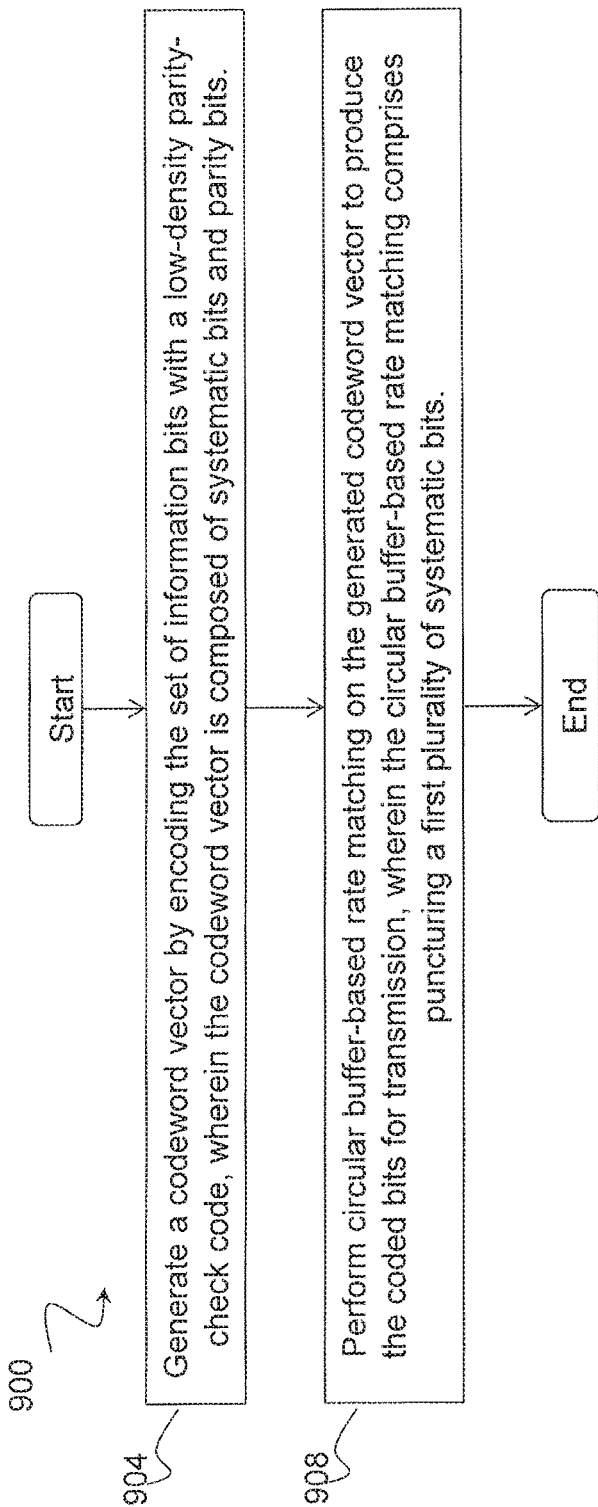 900
Start
904
Generate a codeword vector by encoding the set of information bits with a low-density parity-
check code, wherein the codeword vector is composed of systematic bits and parity bits.
908
Perform circular buffer-based rate matching on the generated codeword vector to produce
the coded bits for transmission, wherein the circular buffer-based rate matching comprises
puncturing a first plurality of systematic bits.
End